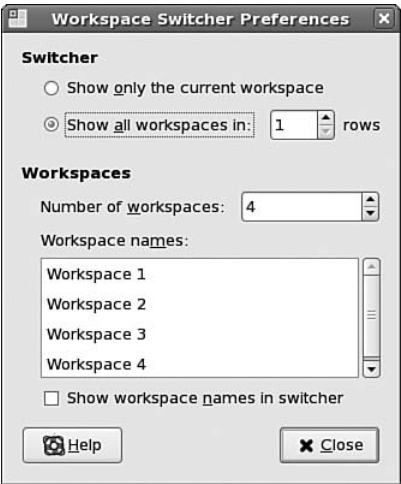 Workspace Switcher Preferences
Switcher
Show only the current workspace
Show all workspaces in: 1 rows
Workspaces
Number of workspaces: 4
Workspace names:
Workspace 1
Workspace 2
Workspace 3
Workspace 4
Show workspace names in switcher
Help Close